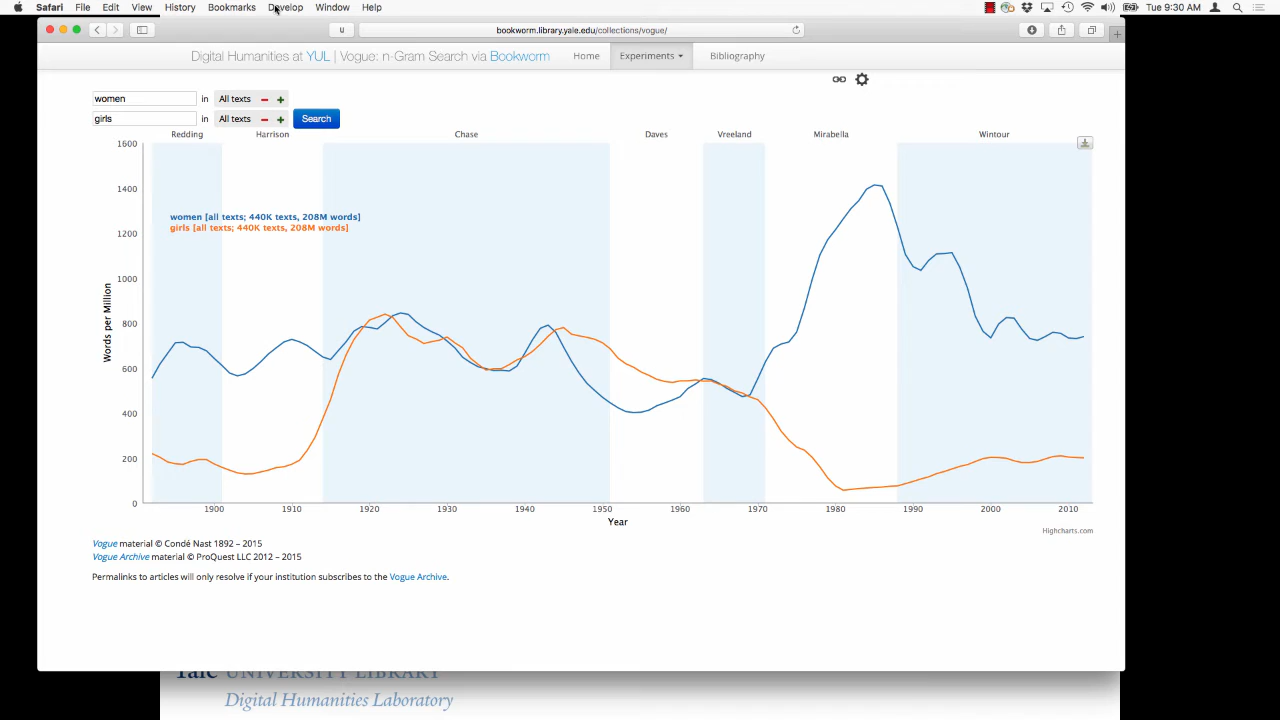 Safari File Edit View History Bookmarks Develop Window Help Tue 9:30 AM
u bookworm.library.yale.edu/collections/vogue/
Digital Humanities at YUL | Vogue: n-Gram Search via Bookworm Home Experiments Bibliography
women in All texts
girls in All texts Search
Redding Harrison Chase Daves Vreeland Mirabella Wintour
1600
1400
women [all texts; 440K texts, 208M words]
girls [all texts; 440K texts, 208M words]
1200
1000
800
600
400
200
0
Words per Million
1900 1910 1920 1930 1940 1950 1960 1970 1980 1990 2000 2010
Year
Highcharts.com
Vogue material © Condé Nast 1892 – 2015
Vogue Archive material © ProQuest LLC 2012 – 2015
Permalinks to articles will only resolve if your institution subscribes to the Vogue Archive.
Yale UNIVERSITY LIBRARY
Digital Humanities Laboratory